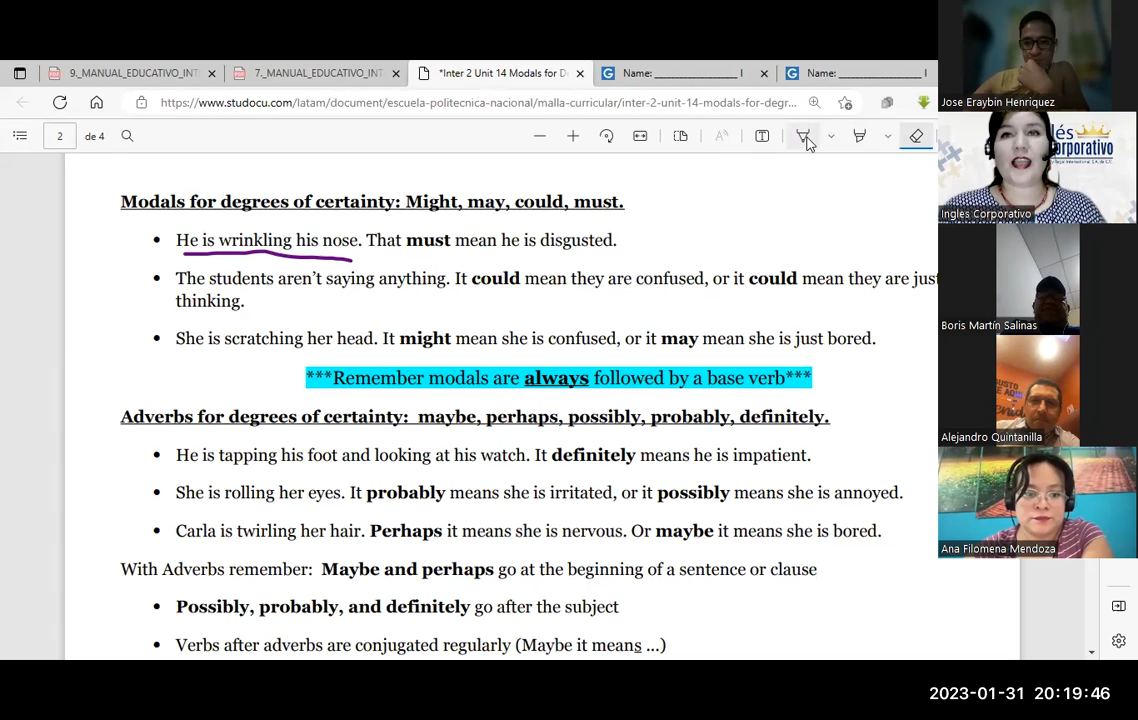 Jose Eraybin Henriquez
9._MANUAL_EDUCATIVO_INT
7._MANUAL_EDUCATIVO_INT
*Inter 2 Unit 14 Modals for De
Name: ______________ I
Name: ______________ I
https://www.studocu.com/latam/document/escuela-politecnica-nacional/malla-curricular/inter-2-unit-14-modals-for-degr...
2 de 4
lés
orporativo
Ingles Corporativo
Modals for degrees of certainty: Might, may, could, must.
• He is wrinkling his nose. That must mean he is disgusted.
• The students aren't saying anything. It could mean they are confused, or it could mean they are just
thinking.
• She is scratching her head. It might mean she is confused, or it may mean she is just bored.
***Remember modals are always followed by a base verb***
Adverbs for degrees of certainty: maybe, perhaps, possibly, probably, definitely.
• He is tapping his foot and looking at his watch. It definitely means he is impatient.
• She is rolling her eyes. It probably means she is irritated, or it possibly means she is annoyed.
• Carla is twirling her hair. Perhaps it means she is nervous. Or maybe it means she is bored.
With Adverbs remember: Maybe and perhaps go at the beginning of a sentence or clause
• Possibly, probably, and definitely go after the subject
• Verbs after adverbs are conjugated regularly (Maybe it means ...)
Boris Martín Salinas
Alejandro Quintanilla
Ana Filomena Mendoza
2023-01-31 20:19:46